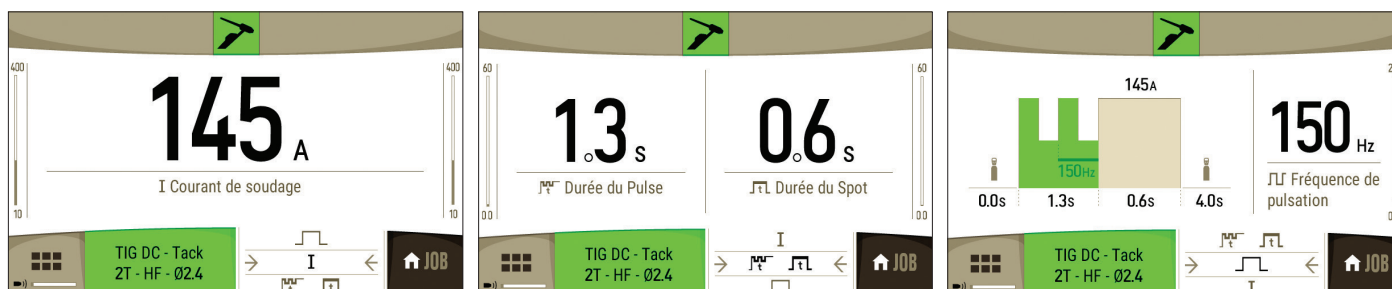 400
400
145 A
I Courant de soudage
10
10
TIG DC - Tack
2T - HF - Ø2.4
I
t
JOB
60
60
1.3 s
0.6 s
t Durée du Pulse
t Durée du Spot
0.0
0.0
TIG DC - Tack
2T - HF - Ø2.4
I
t t
JOB
145A
150Hz
0.0s
1.3s
0.6s
4.0s
150 Hz
Fréquence de
pulsation
TIG DC - Tack
2T - HF - Ø2.4
t t
I
JOB